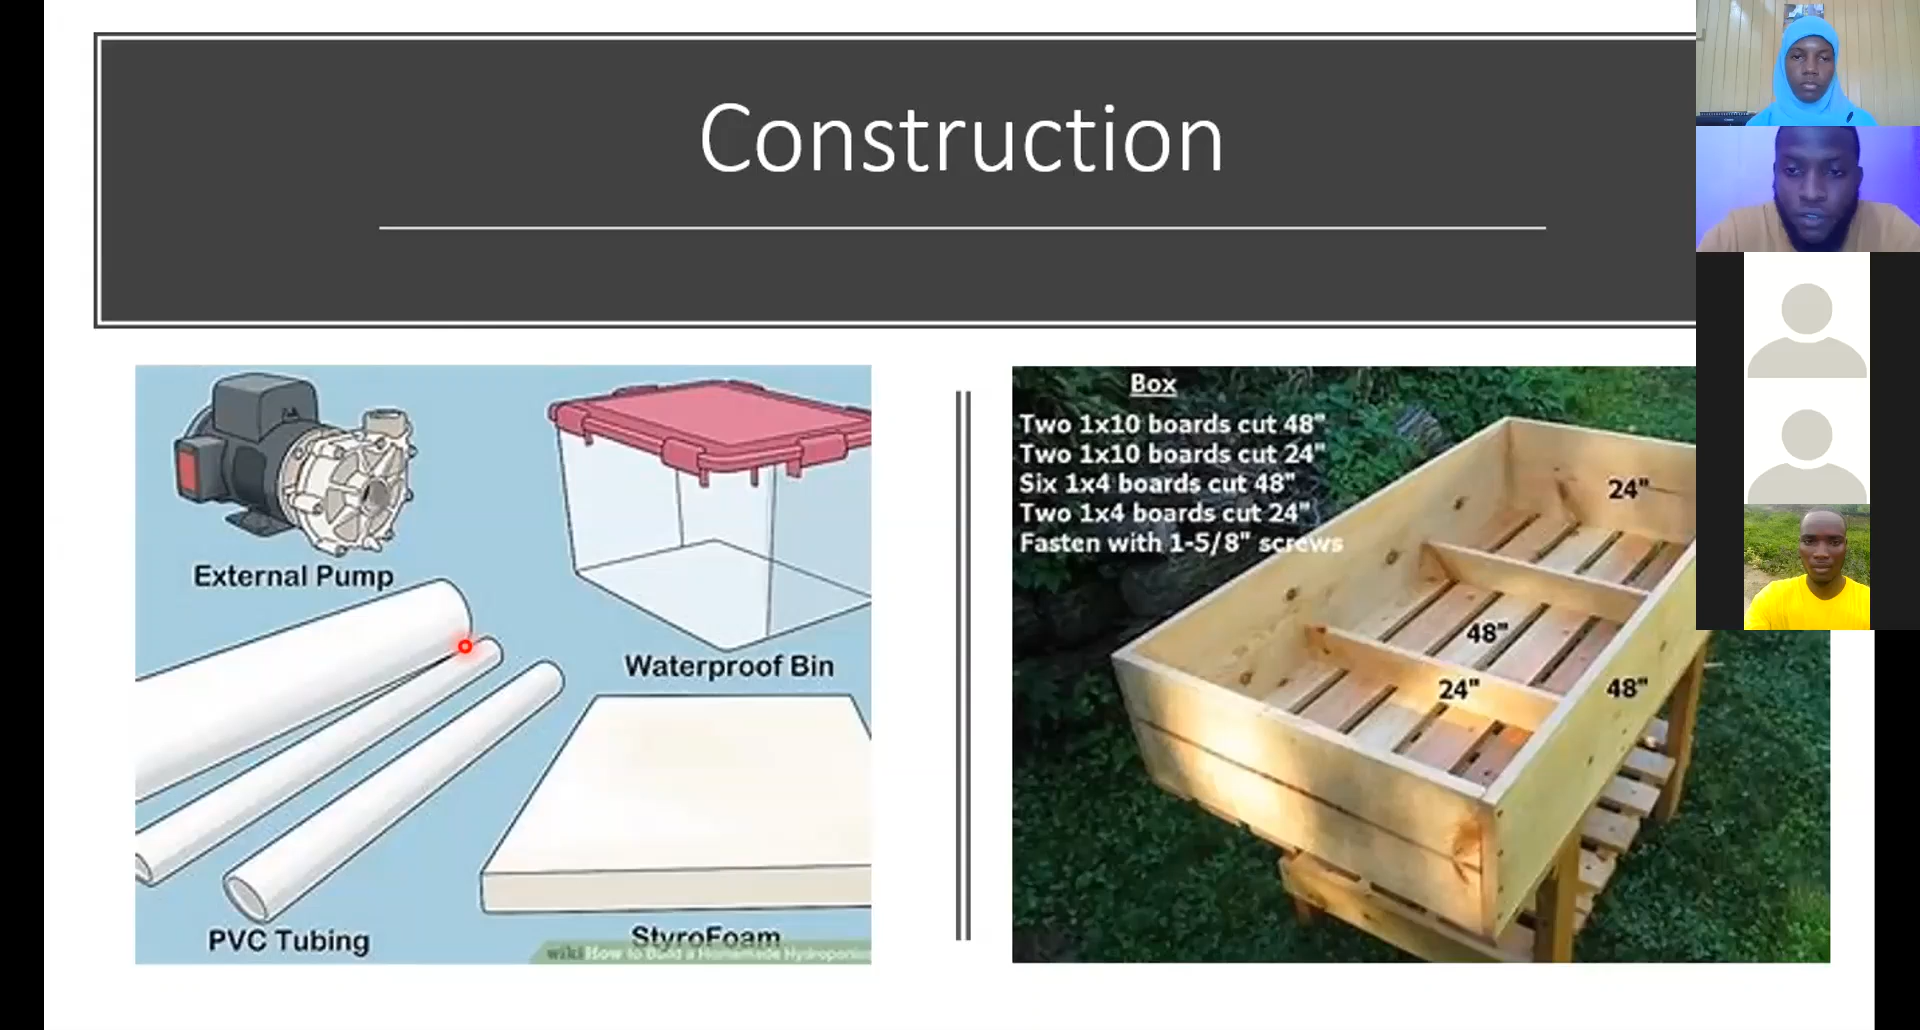 Construction
External Pump
Waterproof Bin
PVC Tubing
StyroFoam
wikiHow to Build a Homemade Hydroponic
Box
Two 1x10 boards cut 48"
Two 1x10 boards cut 24"
Six 1x4 boards cut 48"
Two 1x4 boards cut 24"
Fasten with 1-5/8" screws
24"
48"
24"
48"